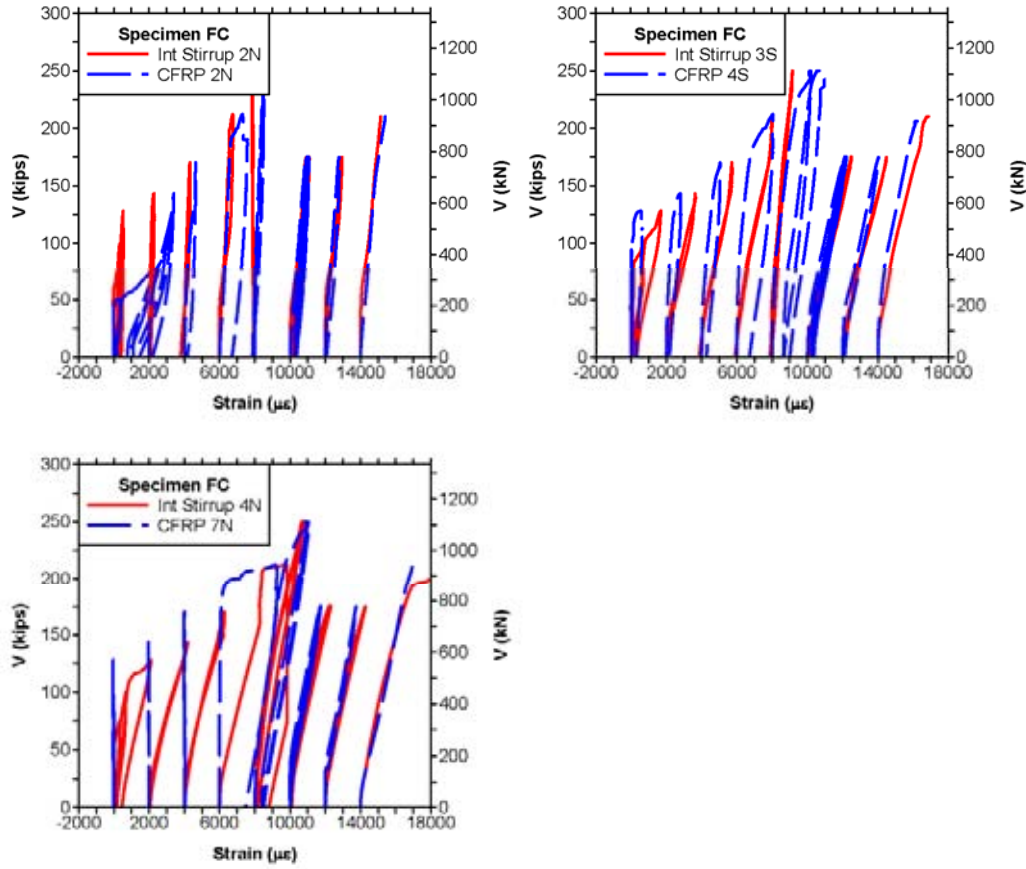 Specimen FC
Int Stirrup 2N
CFRP 2N
300
250
200
150
100
50
0
V (kips)
1200
1000
800
600
400
200
0
V (kN)
-2000 2000 6000 10000 14000 18000
Strain (με)
Specimen FC
Int Stirrup 3S
CFRP 4S
300
250
200
150
100
50
0
V (kips)
1200
1000
800
600
400
200
0
V (kN)
-2000 2000 6000 10000 14000 18000
Strain (με)
Specimen FC
Int Stirrup 4N
CFRP 7N
300
250
200
150
100
50
0
V (kips)
1200
1000
800
600
400
200
0
V (kN)
-2000 2000 6000 10000 14000 18000
Strain (με)